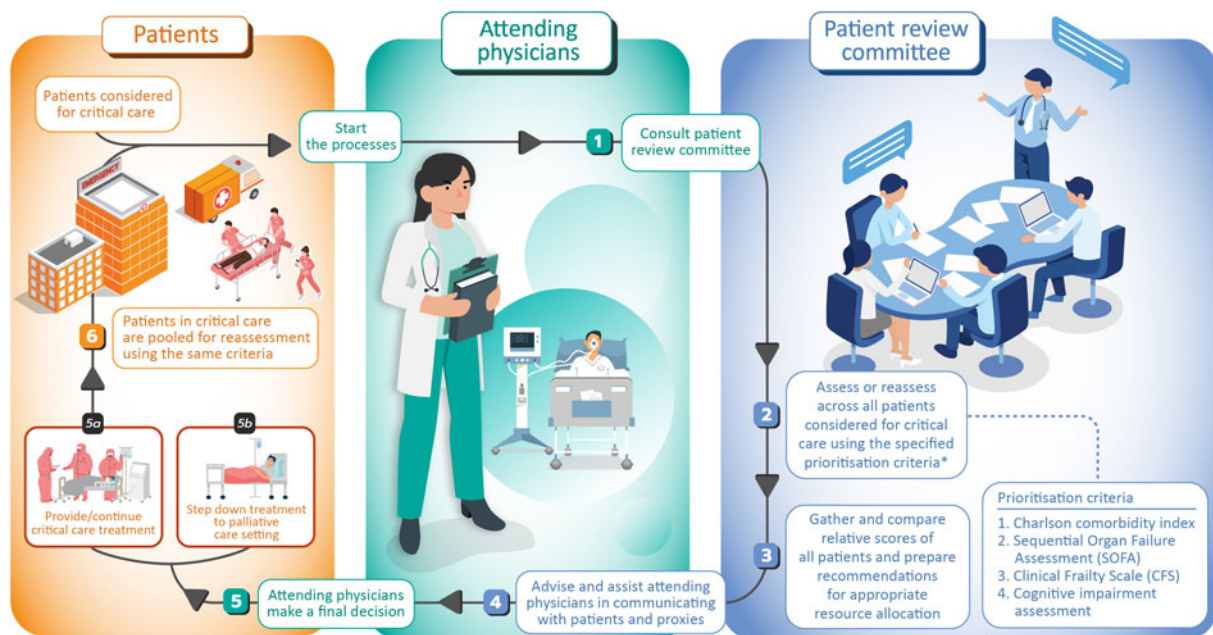 Patients
Attending
physicians
Patient review
committee
Patients considered
for critical care
Start
the processes
1
Consult patient
review committee
EMERGENCY
6
Patients in critical care
are pooled for reassessment
using the same criteria
2
Assess or reassess
across all patients
considered for critical
care using the specified
prioritisation criteria*
5a
Provide/continue
critical care treatment
5b
Step down treatment
to palliative
care setting
3
Gather and compare
relative scores of
all patients and prepare
recommendations
for appropriate
resource allocation
Prioritisation criteria
1. Charlson comorbidity index
2. Sequential Organ Failure
Assessment (SOFA)
3. Clinical Frailty Scale (CFS)
4. Cognitive impairment
assessment
5
Attending physicians
make a final decision
4
Advise and assist attending
physicians in communicating
with patients and proxies